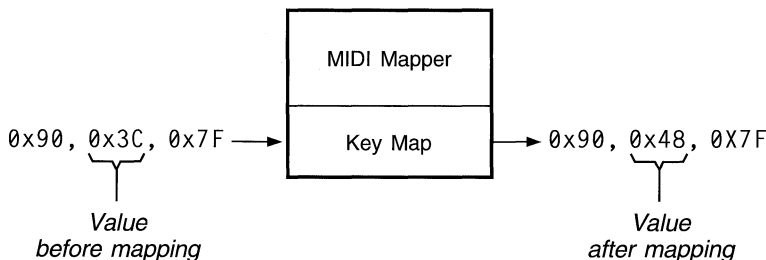 MIDI Mapper
0x90, 0x3C, 0x7F
Key Map
0x90, 0x48, 0X7F
Value
before mapping
Value
after mapping